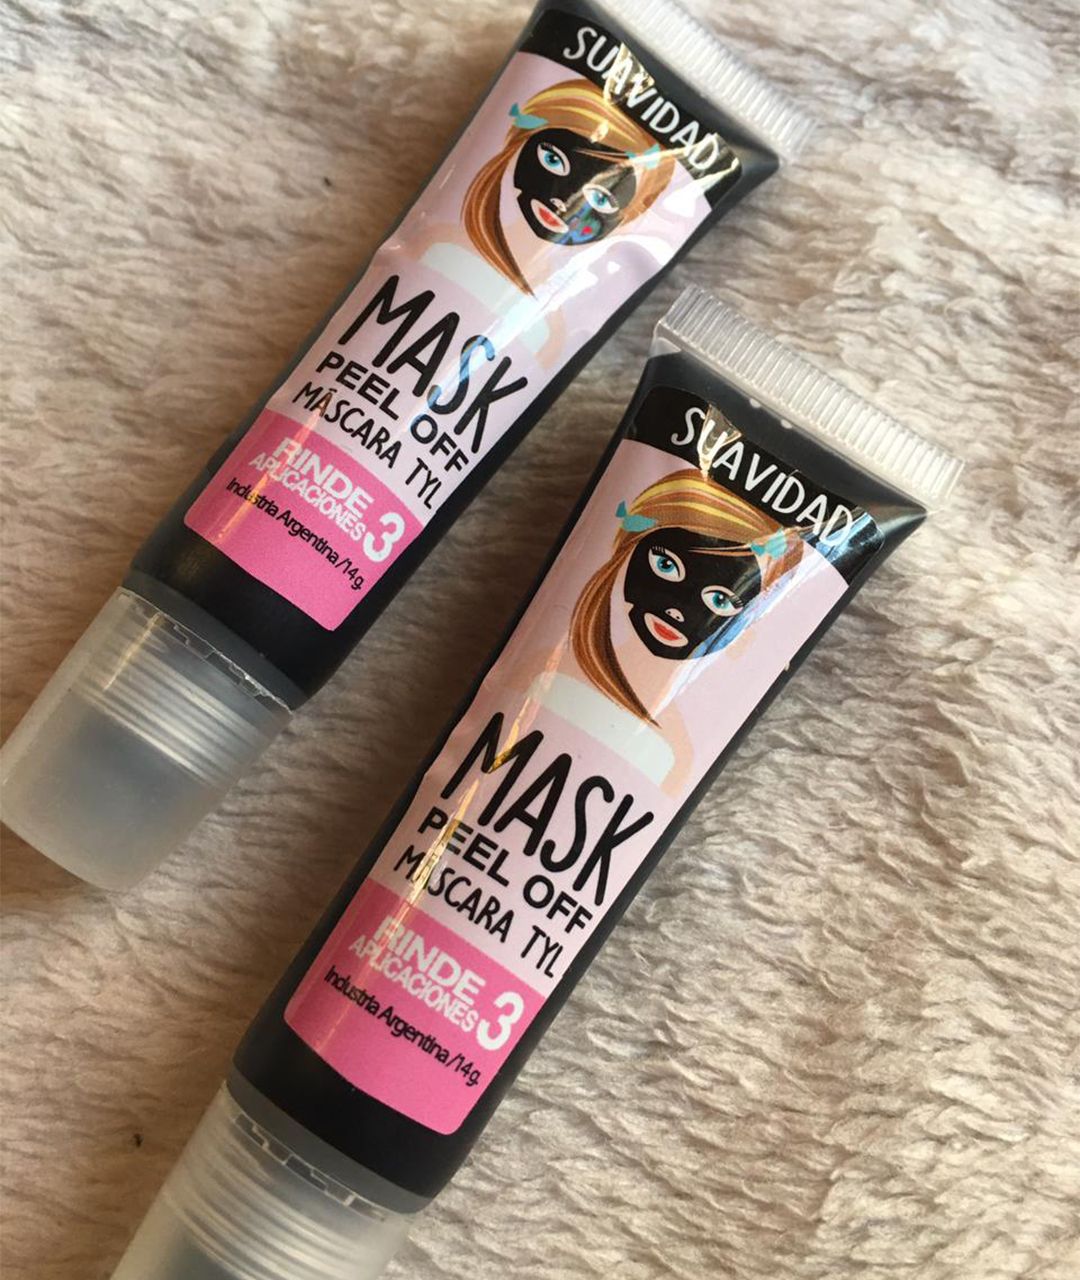 SUAVIDAD
MASK
PEEL OFF
MÁSCARA TYL
RINDE
APLICACIONES 3
Industria Argentina /14g.
SUAVIDAD
MASK
PEEL OFF
MÁSCARA TYL
RINDE
APLICACIONES 3
Industria Argentina /14g.